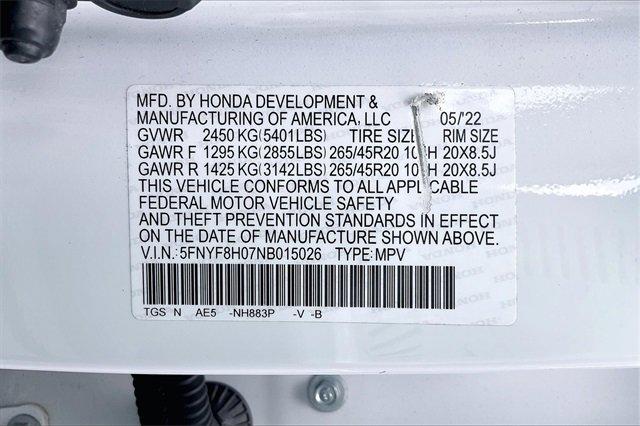 MFD. BY HONDA DEVELOPMENT &
MANUFACTURING OF AMERICA, LLC 05/'22
GVWR 2450 KG(5401LBS) TIRE SIZE RIM SIZE
GAWR F 1295 KG(2855LBS) 265/45R20 20X8.5J
GAWR R 1425 KG(3142LBS) 265/45R20 20X8.5J
THIS VEHICLE CONFORMS TO ALL APPLICABLE
FEDERAL MOTOR VEHICLE SAFETY
AND THEFT PREVENTION STANDARDS IN EFFECT
ON THE DATE OF MANUFACTURE SHOWN ABOVE.
V.I.N.:5FNYF8H07NB015026 TYPE:MPV
TGS N AE5 -NH883P -V -B